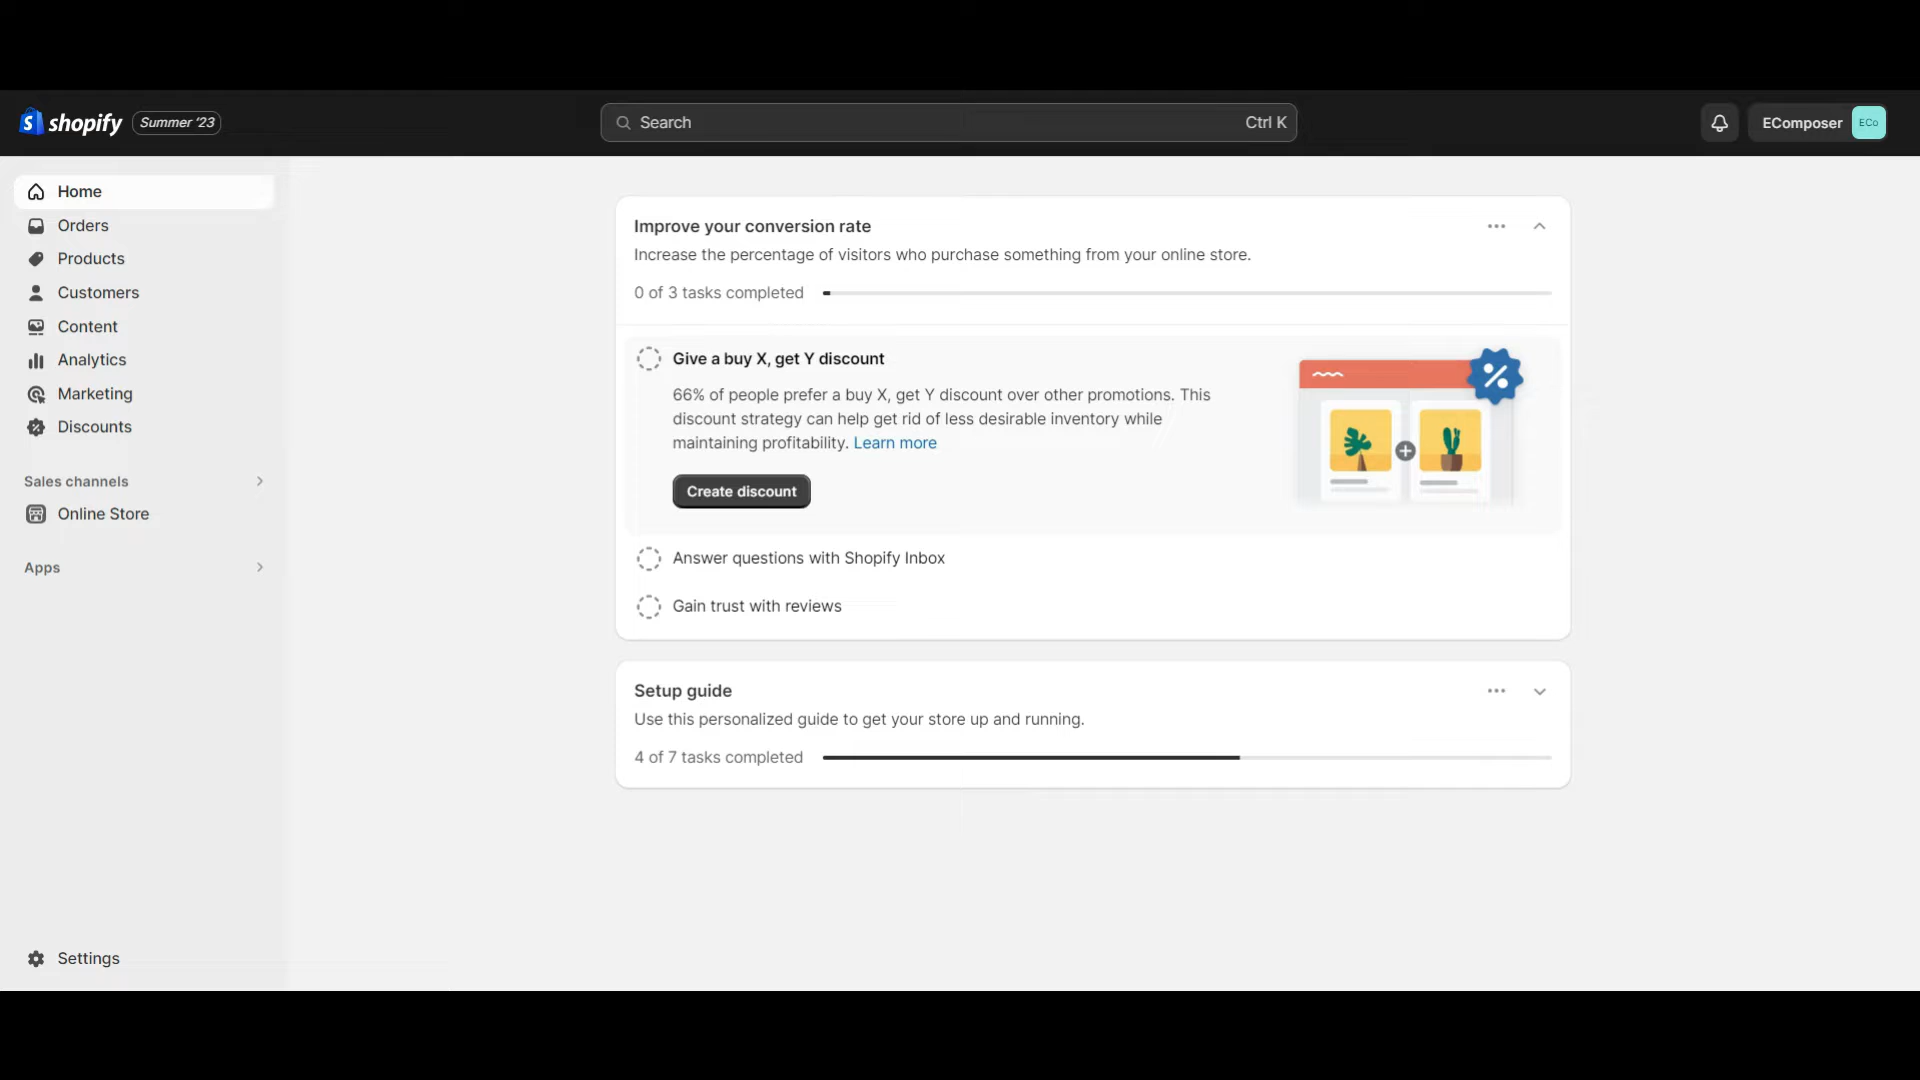 shopify Summer '23
Search Ctrl K
EComposer ECo
Home
Orders
Products
Customers
Content
Analytics
Marketing
Discounts
Sales channels
Online Store
Apps
Settings
Improve your conversion rate
Increase the percentage of visitors who purchase something from your online store.
0 of 3 tasks completed
Give a buy X, get Y discount
66% of people prefer a buy X, get Y discount over other promotions. This
discount strategy can help get rid of less desirable inventory while
maintaining profitability. Learn more
Create discount
Answer questions with Shopify Inbox
Gain trust with reviews
Setup guide
Use this personalized guide to get your store up and running.
4 of 7 tasks completed